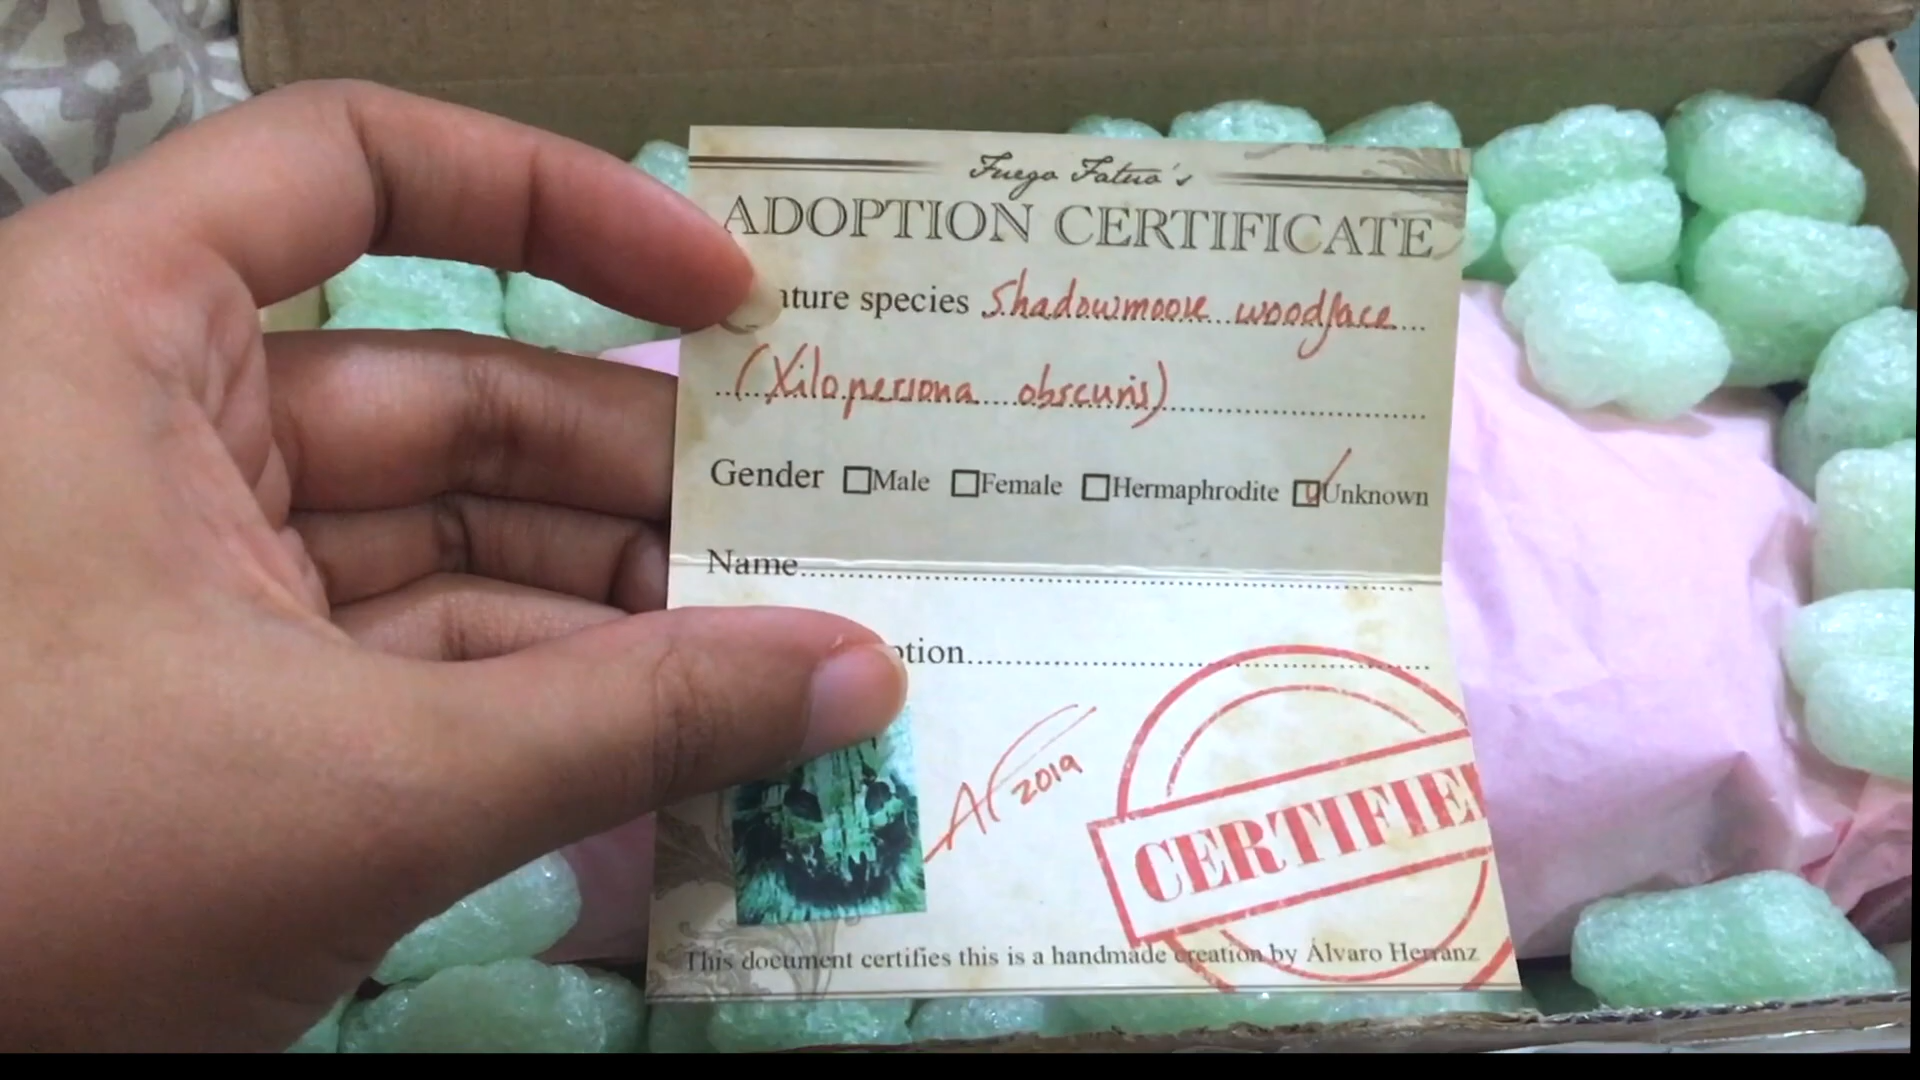 Fuego Fatuo's
ADOPTION CERTIFICATE
ature species Shadowmoore woodface
(Xilopersona obscuris)
Gender Male Female Hermaphrodite Unknown
Name
ption
AF 2019
CERTIFIE
This document certifies this is a handmade creation by Álvaro Herranz